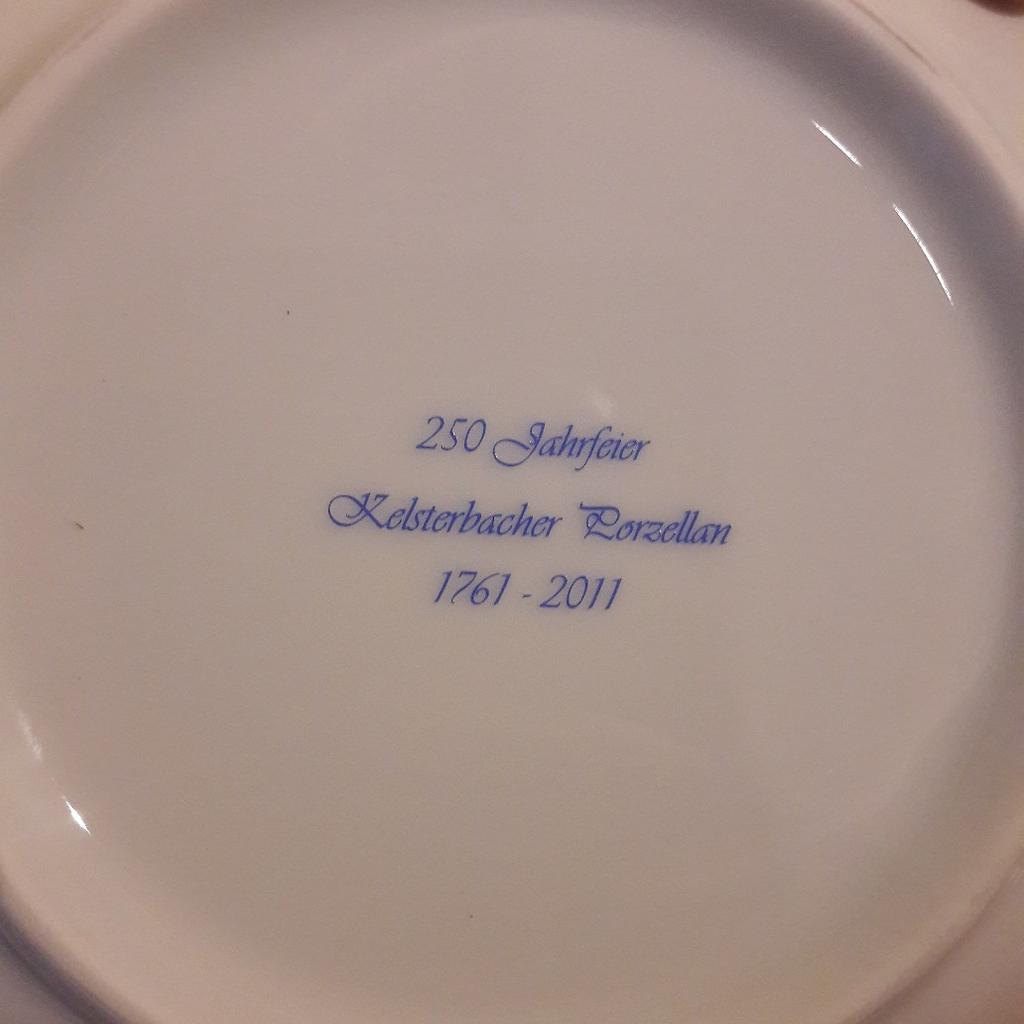 250 Jahrfeier
Kelsterbacher Porzellan
1761 - 2011